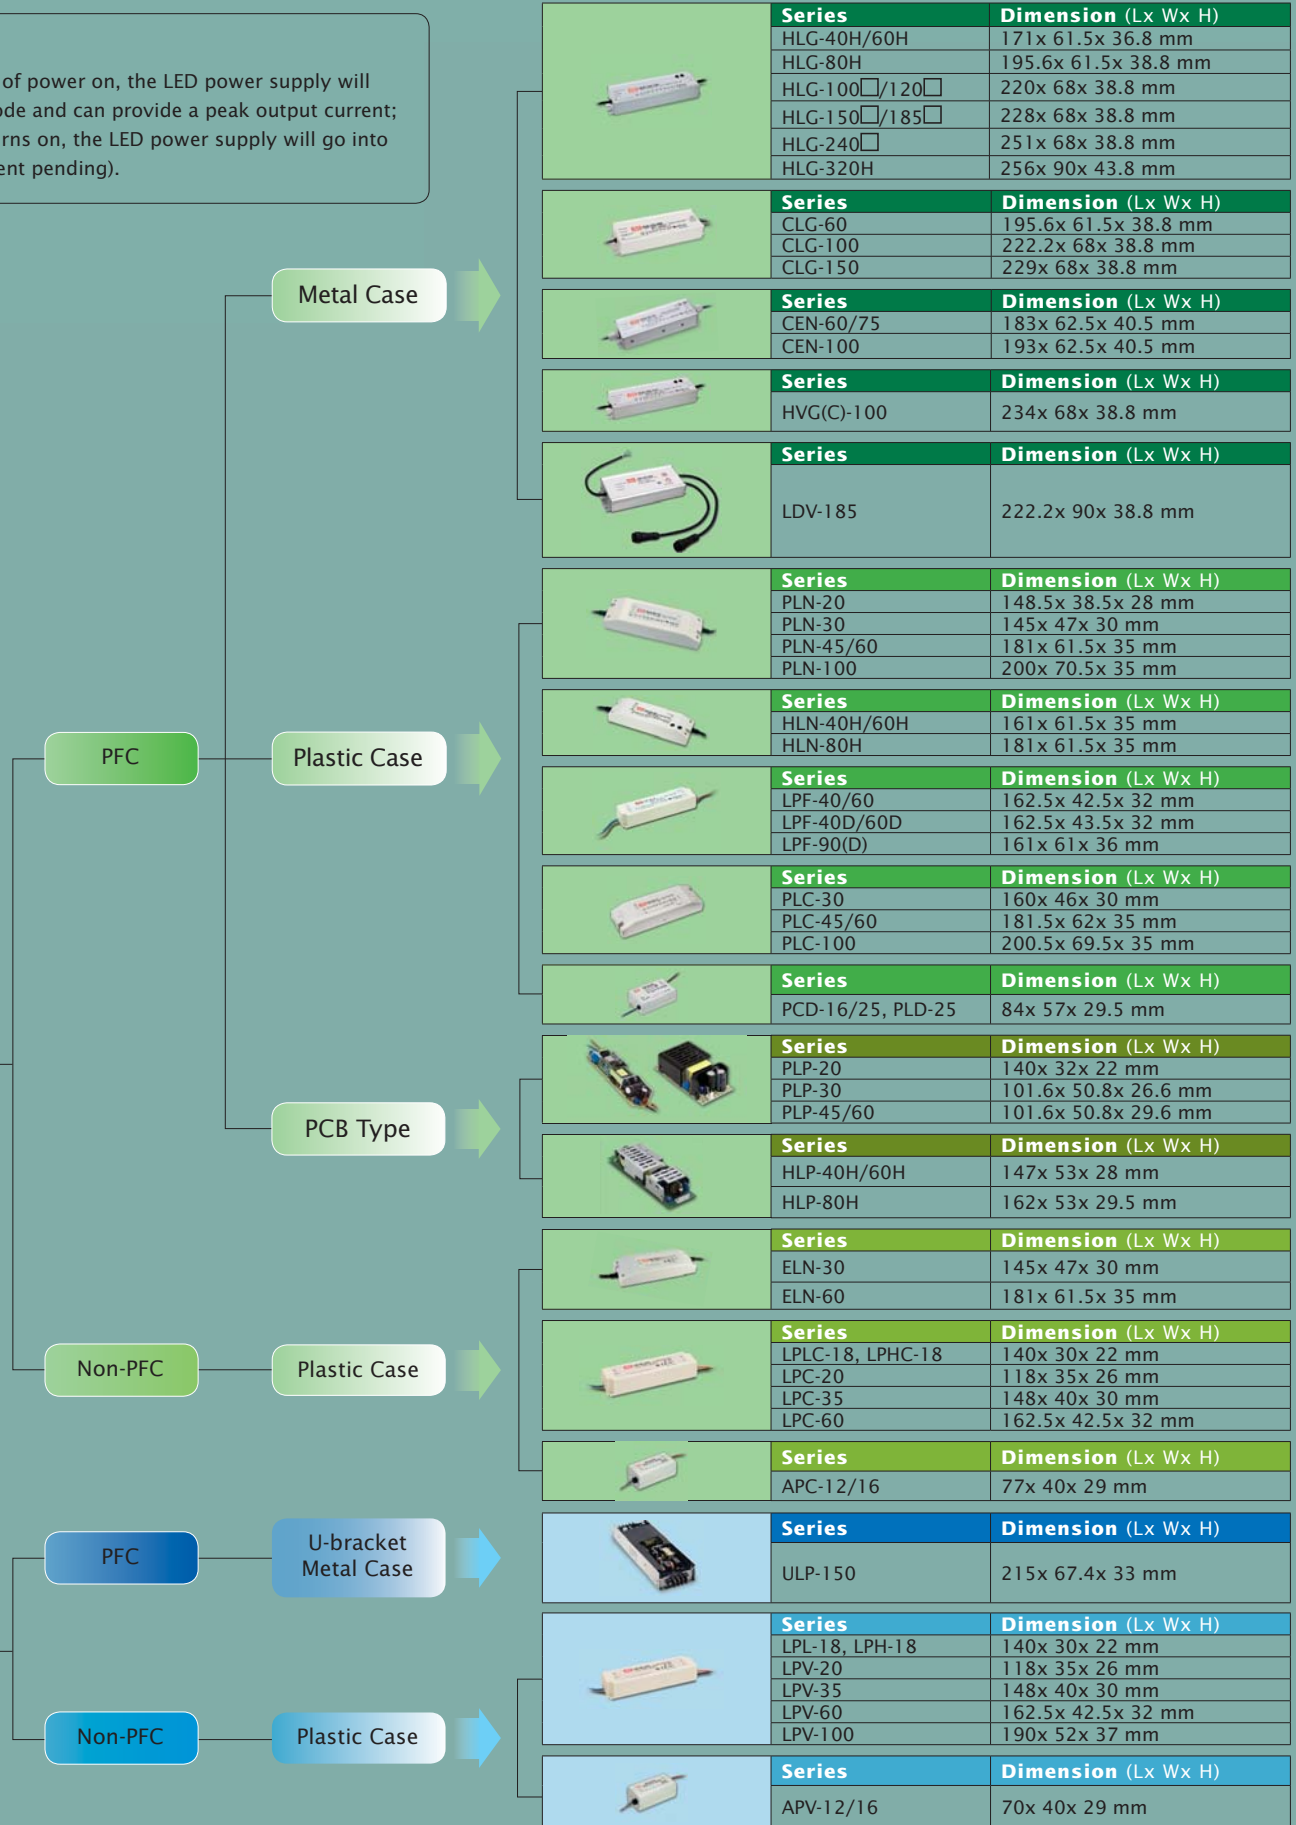 of power on, the LED power supply will
ode and can provide a peak output current;
rns on, the LED power supply will go into
ent pending).
Series Dimension (Lx Wx H)
HLG-40H/60H 171x 61.5x 36.8 mm
HLG-80H 195.6x 61.5x 38.8 mm
HLG-100□/120□ 220x 68x 38.8 mm
HLG-150□/185□ 228x 68x 38.8 mm
HLG-240□ 251x 68x 38.8 mm
HLG-320H 256x 90x 43.8 mm
Series Dimension (Lx Wx H)
CLG-60 195.6x 61.5x 38.8 mm
CLG-100 222.2x 68x 38.8 mm
CLG-150 229x 68x 38.8 mm
Metal Case
Series Dimension (Lx Wx H)
CEN-60/75 183x 62.5x 40.5 mm
CEN-100 193x 62.5x 40.5 mm
Series Dimension (Lx Wx H)
HVG(C)-100 234x 68x 38.8 mm
Series Dimension (Lx Wx H)
LDV-185 222.2x 90x 38.8 mm
Series Dimension (Lx Wx H)
PLN-20 148.5x 38.5x 28 mm
PLN-30 145x 47x 30 mm
PLN-45/60 181x 61.5x 35 mm
PLN-100 200x 70.5x 35 mm
Series Dimension (Lx Wx H)
HLN-40H/60H 161x 61.5x 35 mm
HLN-80H 181x 61.5x 35 mm
PFC
Plastic Case
Series Dimension (Lx Wx H)
LPF-40/60 162.5x 42.5x 32 mm
LPF-40D/60D 162.5x 43.5x 32 mm
LPF-90(D) 161x 61x 36 mm
Series Dimension (Lx Wx H)
PLC-30 160x 46x 30 mm
PLC-45/60 181.5x 62x 35 mm
PLC-100 200.5x 69.5x 35 mm
Series Dimension (Lx Wx H)
PCD-16/25, PLD-25 84x 57x 29.5 mm
Series Dimension (Lx Wx H)
PLP-20 140x 32x 22 mm
PLP-30 101.6x 50.8x 26.6 mm
PLP-45/60 101.6x 50.8x 29.6 mm
PCB Type
Series Dimension (Lx Wx H)
HLP-40H/60H 147x 53x 28 mm
HLP-80H 162x 53x 29.5 mm
Series Dimension (Lx Wx H)
ELN-30 145x 47x 30 mm
ELN-60 181x 61.5x 35 mm
Series Dimension (Lx Wx H)
LPLC-18, LPHC-18 140x 30x 22 mm
LPC-20 118x 35x 26 mm
LPC-35 148x 40x 30 mm
LPC-60 162.5x 42.5x 32 mm
Non-PFC
Plastic Case
Series Dimension (Lx Wx H)
APC-12/16 77x 40x 29 mm
PFC
U-bracket
Metal Case
Series Dimension (Lx Wx H)
ULP-150 215x 67.4x 33 mm
Series Dimension (Lx Wx H)
LPL-18, LPH-18 140x 30x 22 mm
LPV-20 118x 35x 26 mm
LPV-35 148x 40x 30 mm
LPV-60 162.5x 42.5x 32 mm
LPV-100 190x 52x 37 mm
Non-PFC
Plastic Case
Series Dimension (Lx Wx H)
APV-12/16 70x 40x 29 mm